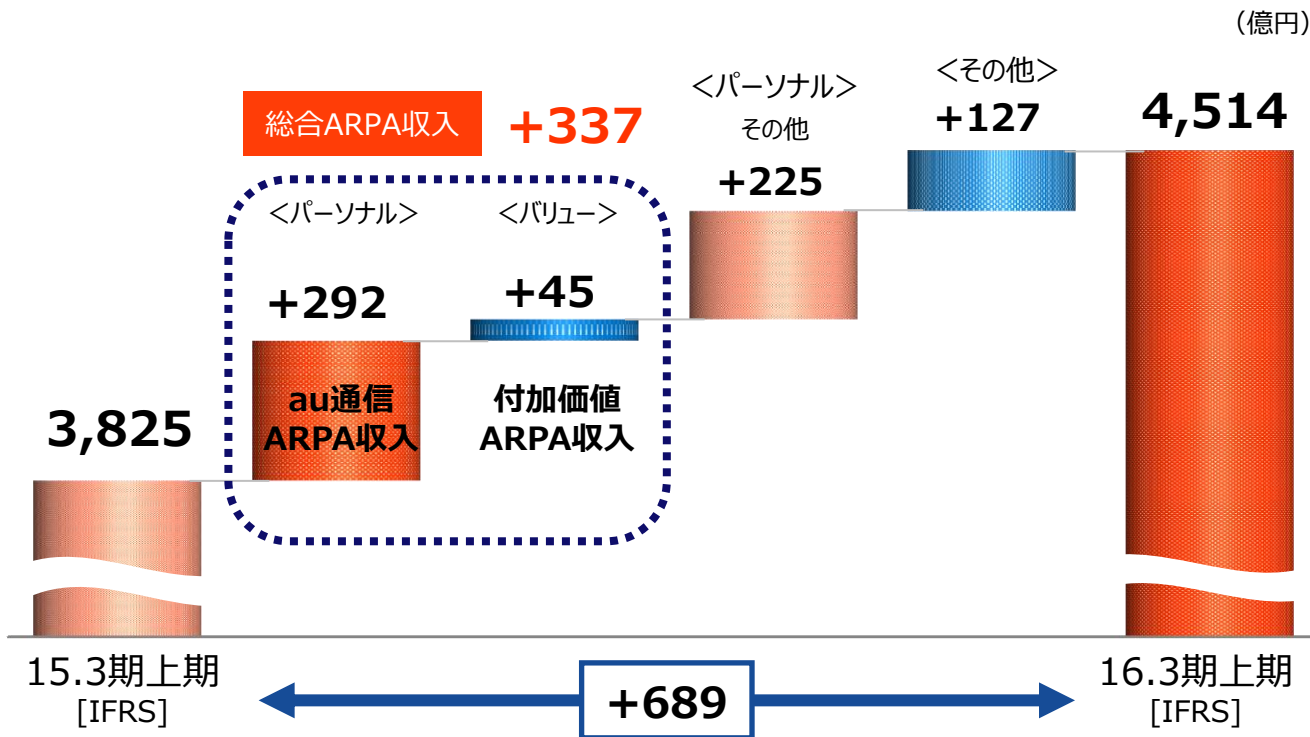 （億円）
総合ARPA収入
+337
＜パーソナル＞
その他
+225
＜その他＞
+127
4,514
＜パーソナル＞
＜バリュー＞
+292
+45
au通信
ARPA収入
付加価値
ARPA収入
3,825
15.3期上期
[IFRS]
+689
16.3期上期
[IFRS]